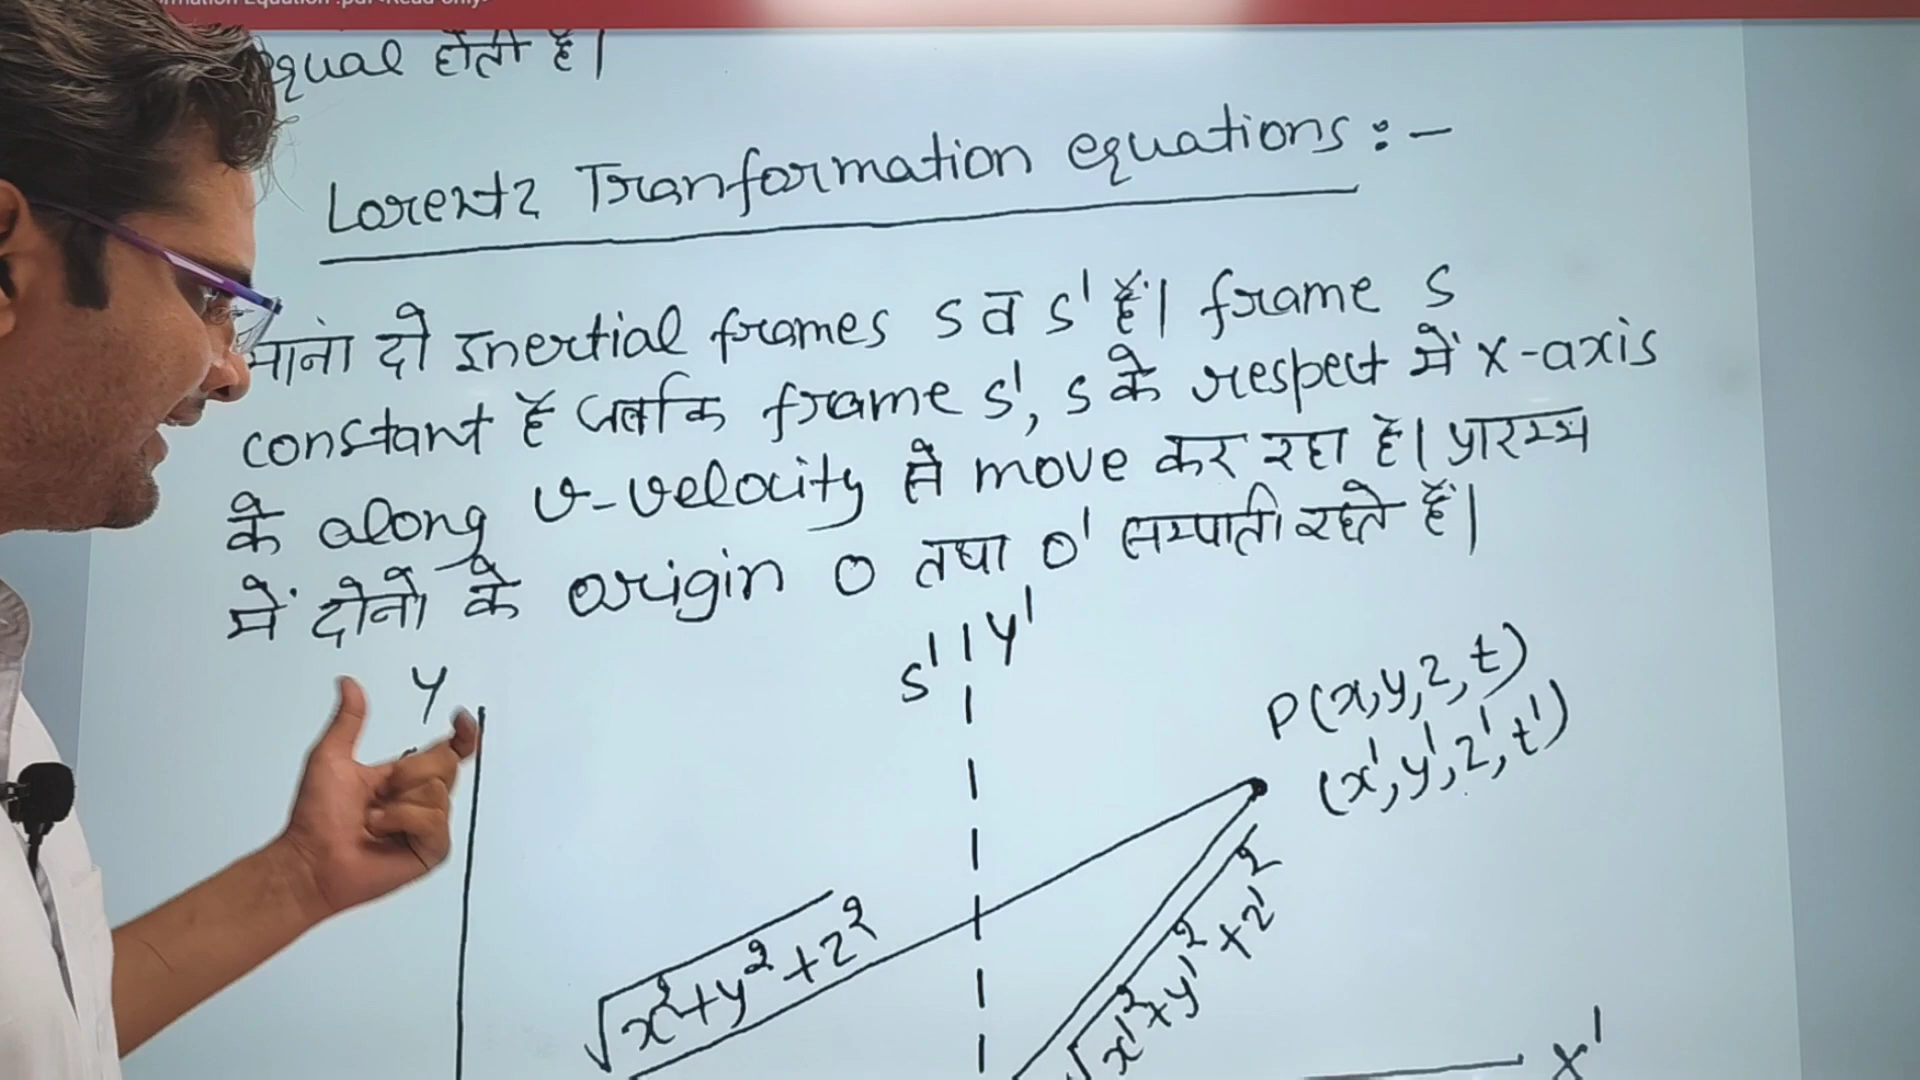 equal होती है।
Lorentz Tranformation equations :-
माना दो Inertial frames S व S' हैं। frame S
constant है जबकि frame S', S के respect में X-axis
के along v-velocity से move कर रहा है। प्रारम्भ
में दोनों के origin O तथा O' सम्पाती रहते हैं।
Y
S' Y'
P(x,y,z,t)
(x',y',z',t')
√x²+y²+z²
√x'²+y'²+z'²
X'